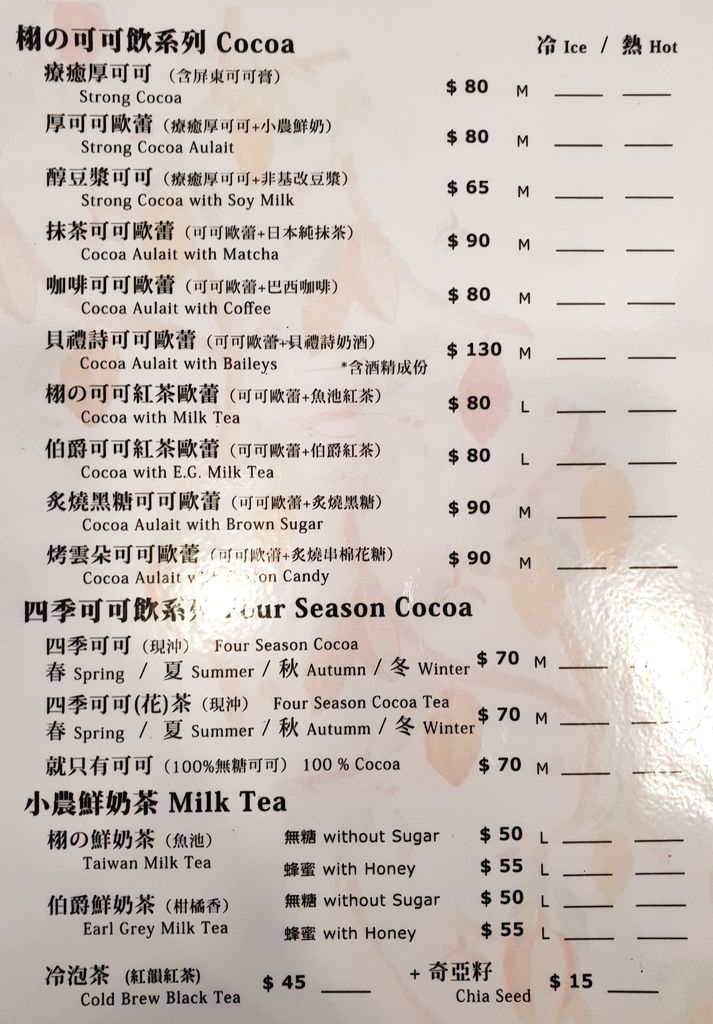 栩の可可飲系列 Cocoa 冷 Ice / 熱 Hot
療癒厚可可 (含屏東可可膏) $ 80 M
Strong Cocoa
厚可可歐蕾 (療癒厚可可+小農鮮奶) $ 80 M
Strong Cocoa Aulait
醇豆漿可可 (療癒厚可可+非基改豆漿) $ 65 M
Strong Cocoa with Soy Milk
抹茶可可歐蕾 (可可歐蕾+日本純抹茶) $ 90 M
Cocoa Aulait with Matcha
咖啡可可歐蕾 (可可歐蕾+巴西咖啡) $ 80 M
Cocoa Aulait with Coffee
貝禮詩可可歐蕾 (可可歐蕾+貝禮詩奶酒) $ 130 M
Cocoa Aulait with Baileys *含酒精成份
栩の可可紅茶歐蕾 (可可歐蕾+魚池紅茶) $ 80 L
Cocoa with Milk Tea
伯爵可可紅茶歐蕾 (可可歐蕾+伯爵紅茶) $ 80 L
Cocoa with E.G. Milk Tea
炙燒黑糖可可歐蕾 (可可歐蕾+炙燒黑糖) $ 90 M
Cocoa Aulait with Brown Sugar
烤雲朵可可歐蕾 (可可歐蕾+炙燒串棉花糖) $ 90 M
Cocoa Aulait Candy
四季可可飲系列 Four Season Cocoa
四季可可 (現沖) Four Season Cocoa
春 Spring / 夏 Summer / 秋 Autumn / 冬 Winter $ 70 M
四季可可(花)茶 (現沖) Four Season Cocoa Tea
春 Spring / 夏 Summer / 秋 Autumm / 冬 Winter $ 70 M
就只有可可 (100%無糖可可) 100 % Cocoa $ 70 M
小農鮮奶茶 Milk Tea
栩の鮮奶茶 (魚池) 無糖 without Sugar $ 50 L
Taiwan Milk Tea 蜂蜜 with Honey $ 55 L
伯爵鮮奶茶 (柑橘香) 無糖 without Sugar $ 50 L
Earl Grey Milk Tea 蜂蜜 with Honey $ 55 L
冷泡茶 (紅韻紅茶) $ 45 + 奇亞籽 $ 15
Cold Brew Black Tea Chia Seed